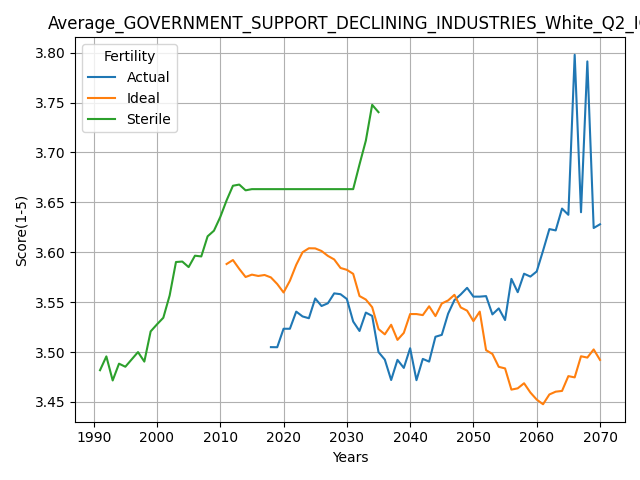 Average_GOVERNMENT_SUPPORT_DECLINING_INDUSTRIES_White_Q2_I
Fertility
Actual
Ideal
Sterile
Score(1-5)
3.80
3.75
3.70
3.65
3.60
3.55
3.50
3.45
1990 2000 2010 2020 2030 2040 2050 2060 2070
Years